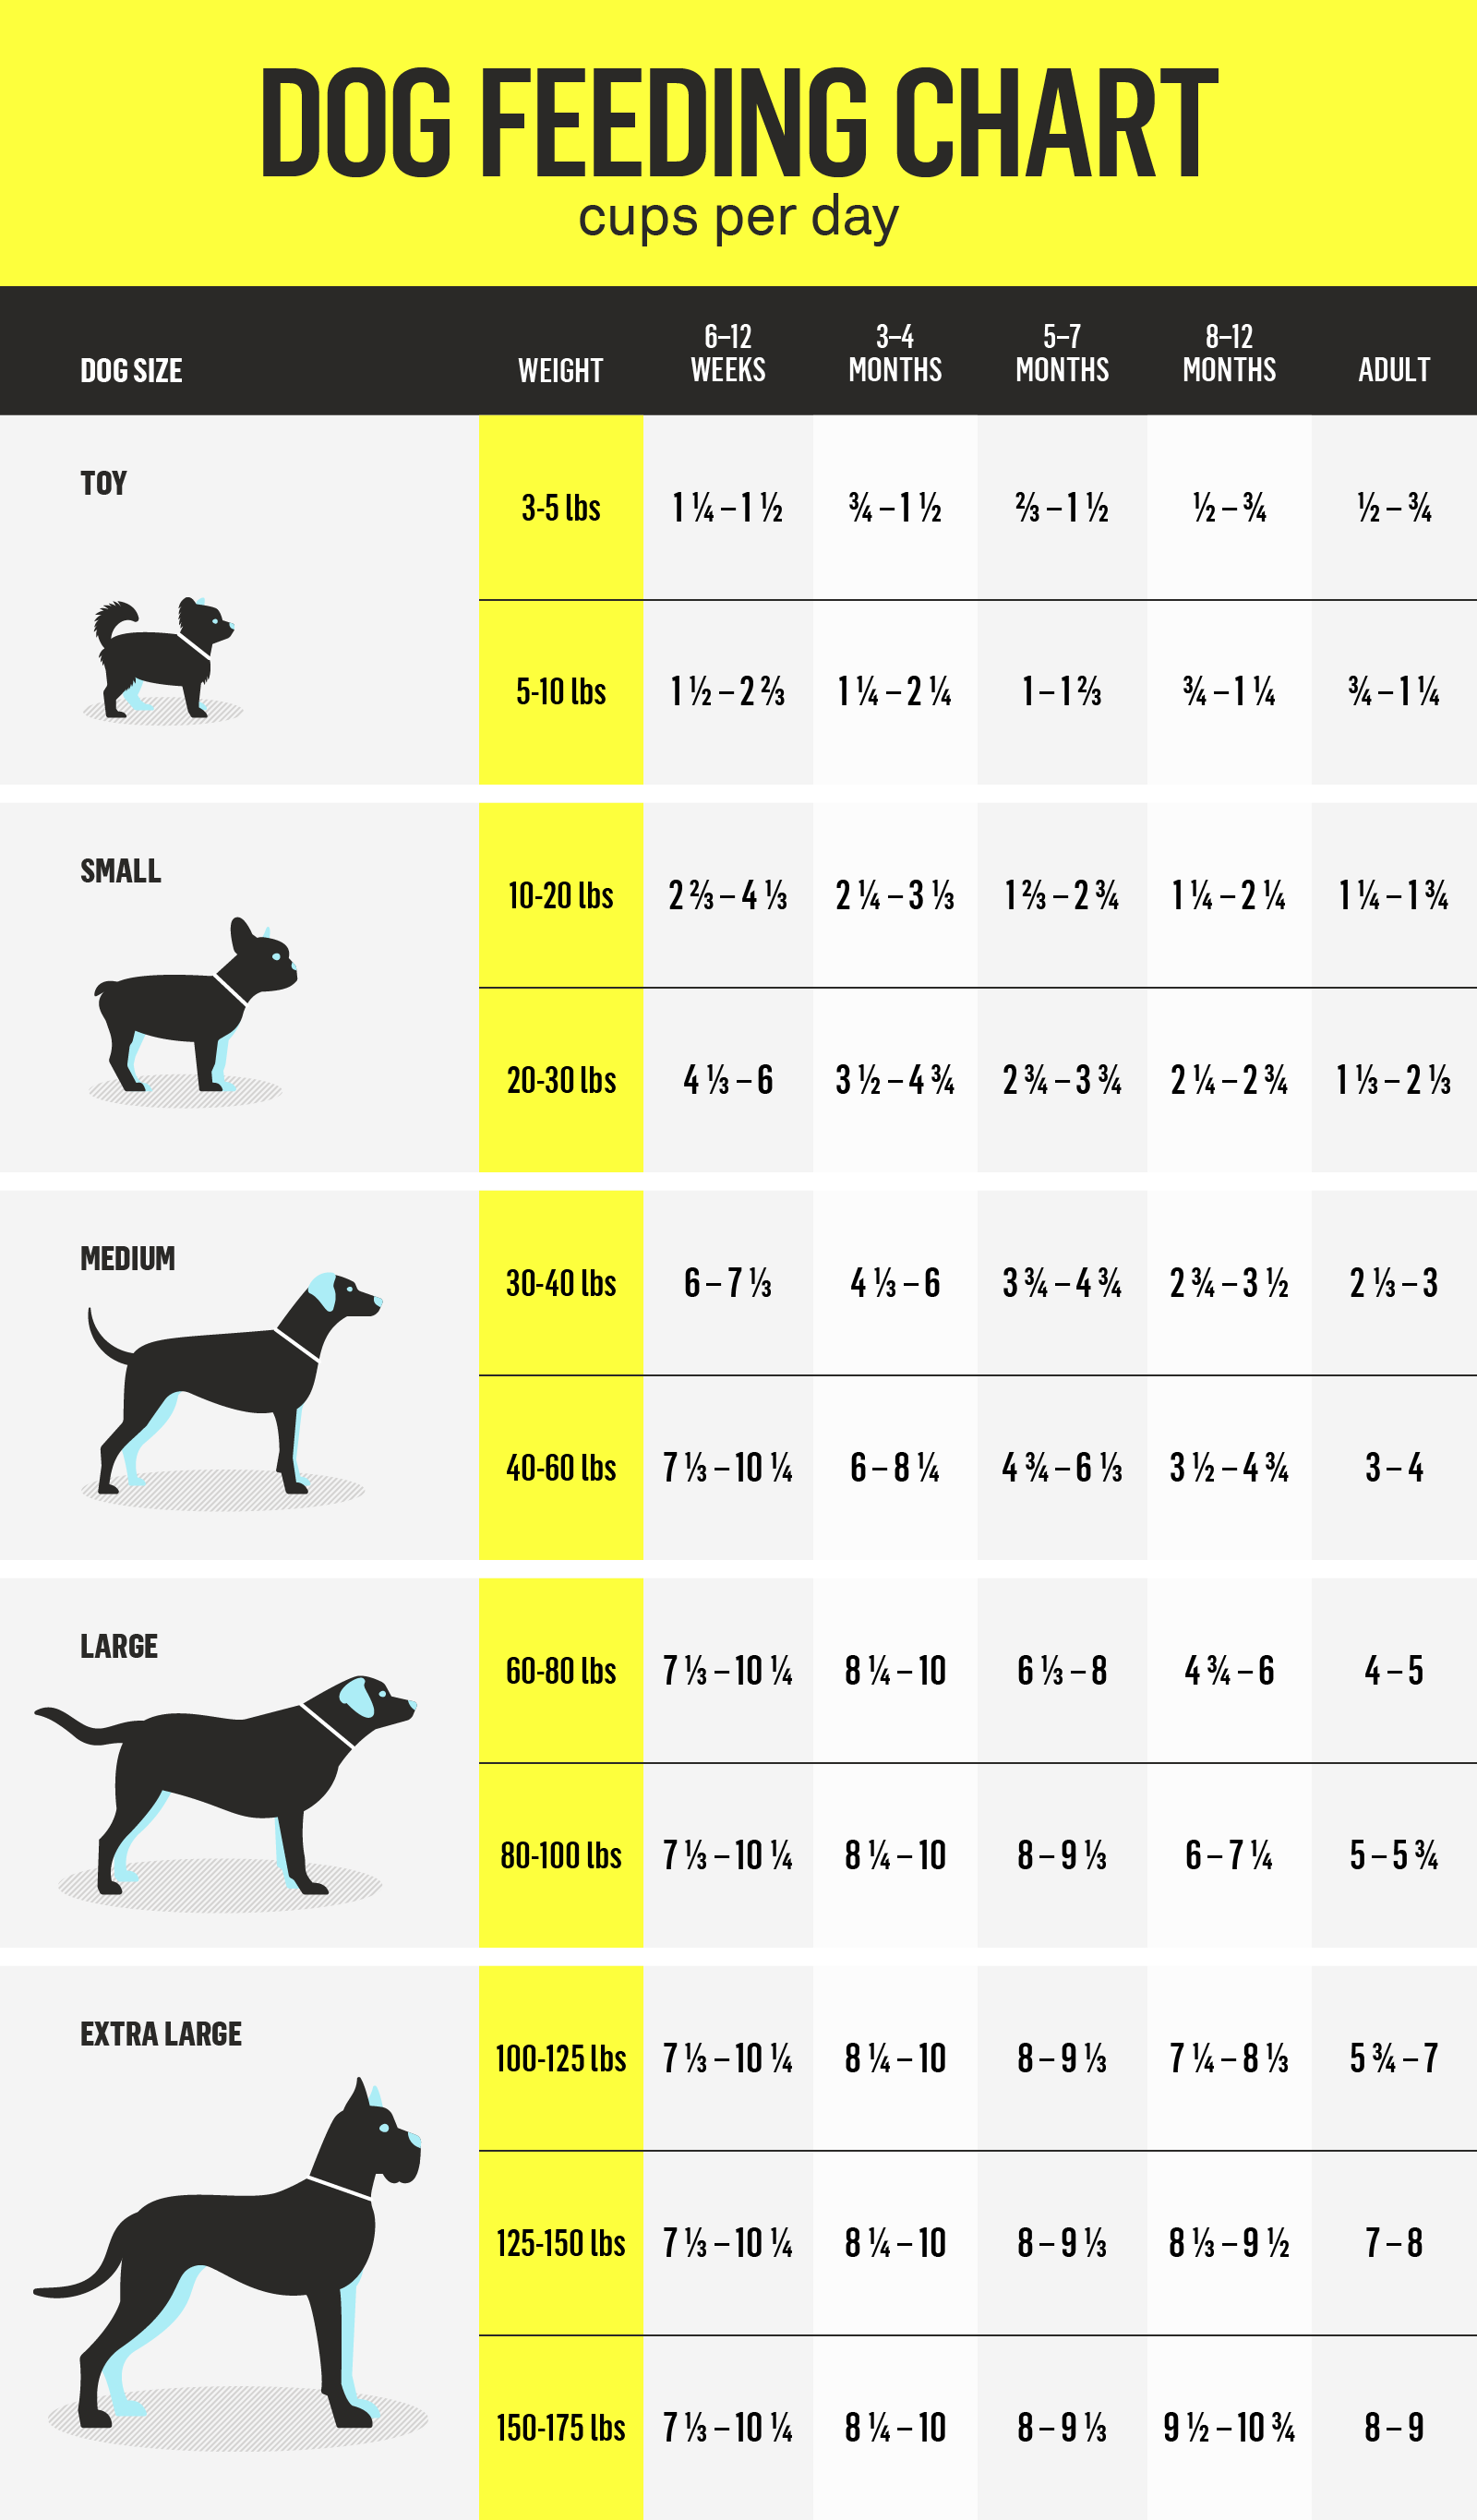 DOG FEEDING CHART
cups per day
DOG SIZE WEIGHT 6–12 WEEKS 3–4 MONTHS 5–7 MONTHS 8–12 MONTHS ADULT
TOY
3-5 lbs 1 ¼ – 1 ½ ¾ – 1 ½ ⅔ – 1 ½ ½ – ¾ ½ – ¾
5-10 lbs 1 ½ – 2 ⅔ 1 ¼ – 2 ¼ 1 – 1 ⅔ ¾ – 1 ¼ ¾ – 1 ¼
SMALL
10-20 lbs 2 ⅔ – 4 ⅓ 2 ¼ – 3 ⅓ 1 ⅔ – 2 ¾ 1 ¼ – 2 ¼ 1 ¼ – 1 ¾
20-30 lbs 4 ⅓ – 6 3 ½ – 4 ¾ 2 ¾ – 3 ¾ 2 ¼ – 2 ¾ 1 ⅓ – 2 ⅓
MEDIUM
30-40 lbs 6 – 7 ⅓ 4 ⅓ – 6 3 ¾ – 4 ¾ 2 ¾ – 3 ½ 2 ⅓ – 3
40-60 lbs 7 ⅓ – 10 ¼ 6 – 8 ¼ 4 ¾ – 6 ⅓ 3 ½ – 4 ¾ 3 – 4
LARGE
60-80 lbs 7 ⅓ – 10 ¼ 8 ¼ – 10 6 ⅓ – 8 4 ¾ – 6 4 – 5
80-100 lbs 7 ⅓ – 10 ¼ 8 ¼ – 10 8 – 9 ⅓ 6 – 7 ¼ 5 – 5 ¾
EXTRA LARGE
100-125 lbs 7 ⅓ – 10 ¼ 8 ¼ – 10 8 – 9 ⅓ 7 ¼ – 8 ⅓ 5 ¾ – 7
125-150 lbs 7 ⅓ – 10 ¼ 8 ¼ – 10 8 – 9 ⅓ 8 ⅓ – 9 ½ 7 – 8
150-175 lbs 7 ⅓ – 10 ¼ 8 ¼ – 10 8 – 9 ⅓ 9 ½ – 10 ¾ 8 – 9